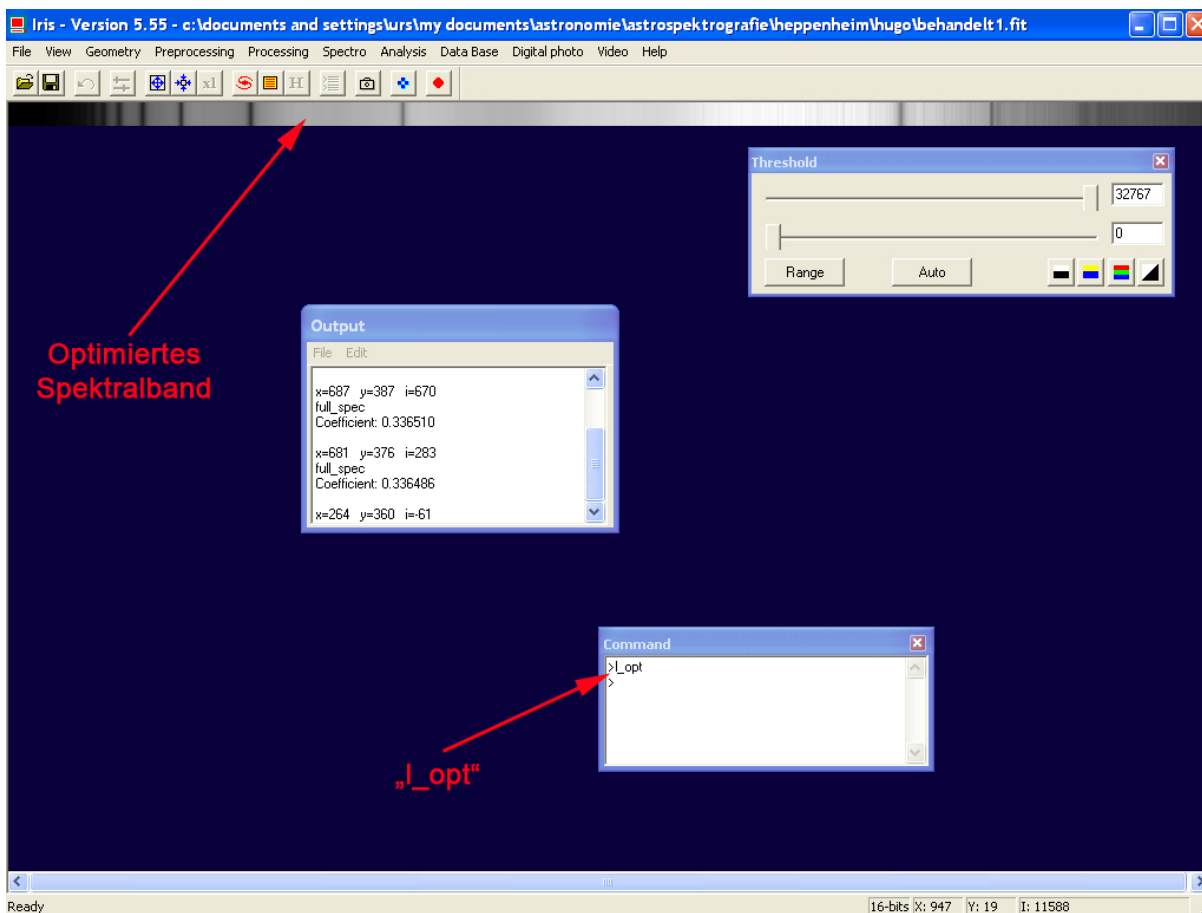 Iris - Version 5.55 - c:\documents and settings\urs\my documents\astronomie\astrospektrografie\heppenheim\hugo\behandelt1.fit
File View Geometry Preprocessing Processing Spectro Analysis Data Base Digital photo Video Help
x1 H
Threshold
32767
0
Range Auto
Optimiertes
Spektralband
Output
File Edit
x=687 y=387 i=670
full_spec
Coefficient: 0.336510
x=681 y=376 i=283
full_spec
Coefficient: 0.336486
x=264 y=360 i=-61
Command
>l_opt
>
„l_opt“
Ready 16-bits X: 947 Y: 19 I: 11588